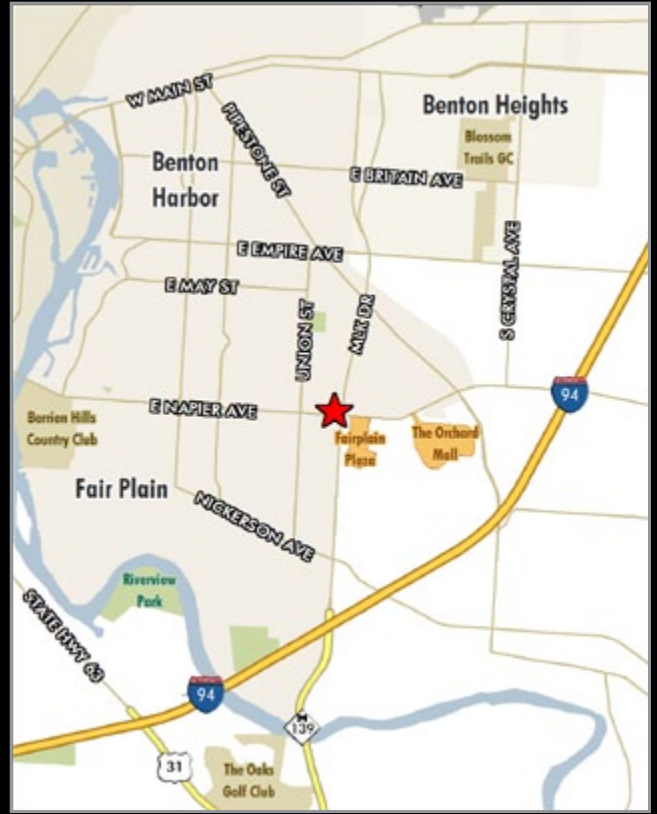 W MAIN ST
PIPESTONE ST
Benton Heights
Blossom
Trails GC
Benton
Harbor
E BRITAIN AVE
E EMPIRE AVE
S CRYSTAL AVE
E MAY ST
UNION ST
MLK DR
94
E NAPIER AVE
Berrien Hills
Country Club
Fairplain
Plaza
The Orchard
Mall
Fair Plain
NICKERSON AVE
Riverview
Park
STATE HWY 63
94
M
139
31
The Oaks
Golf Club